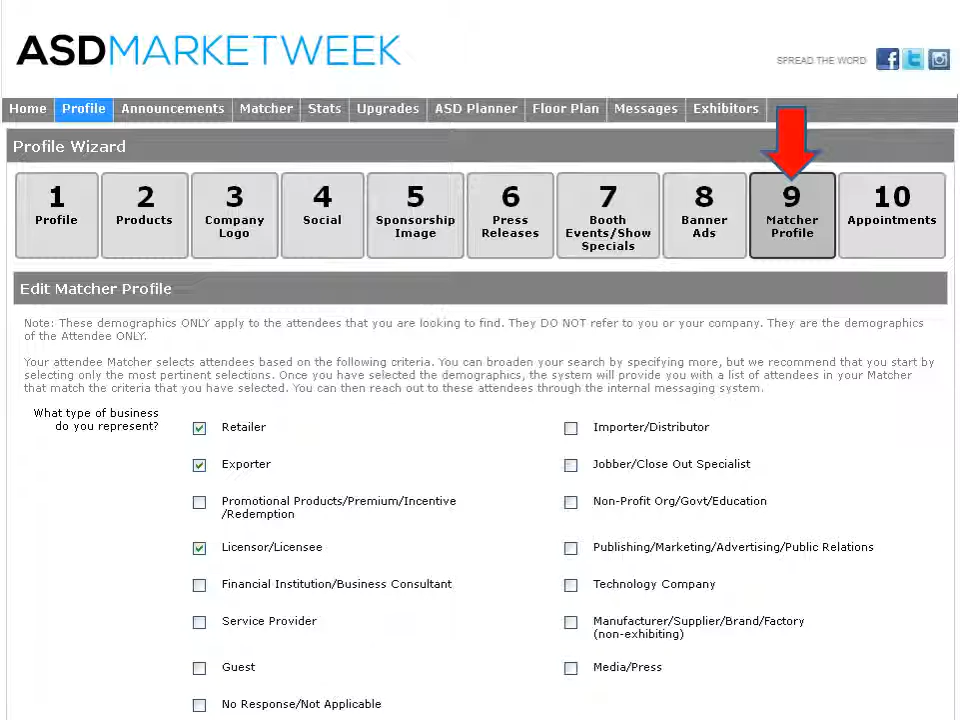 ASDMARKETWEEK
SPREAD THE WORD
Home Profile Announcements Matcher Stats Upgrades ASD Planner Floor Plan Messages Exhibitors
Profile Wizard
1
Profile
2
Products
3
Company
Logo
4
Social
5
Sponsorship
Image
6
Press
Releases
7
Booth
Events/Show
Specials
8
Banner
Ads
9
Matcher
Profile
10
Appointments
Edit Matcher Profile
Note: These demographics ONLY apply to the attendees that you are looking to find. They DO NOT refer to you or your company. They are the demographics
of the Attendee ONLY.
Your attendee Matcher selects attendees based on the following criteria. You can broaden your search by specifying more, but we recommend that you start by
selecting only the most pertinent selections. Once you have selected the demographics, the system will provide you with a list of attendees in your Matcher
that match the criteria that you have selected. You can then reach out to these attendees through the internal messaging system.
What type of business
do you represent?
Retailer
Importer/Distributor
Exporter
Jobber/Close Out Specialist
Promotional Products/Premium/Incentive
/Redemption
Non-Profit Org/Govt/Education
Licensor/Licensee
Publishing/Marketing/Advertising/Public Relations
Financial Institution/Business Consultant
Technology Company
Service Provider
Manufacturer/Supplier/Brand/Factory
(non-exhibiting)
Guest
Media/Press
No Response/Not Applicable